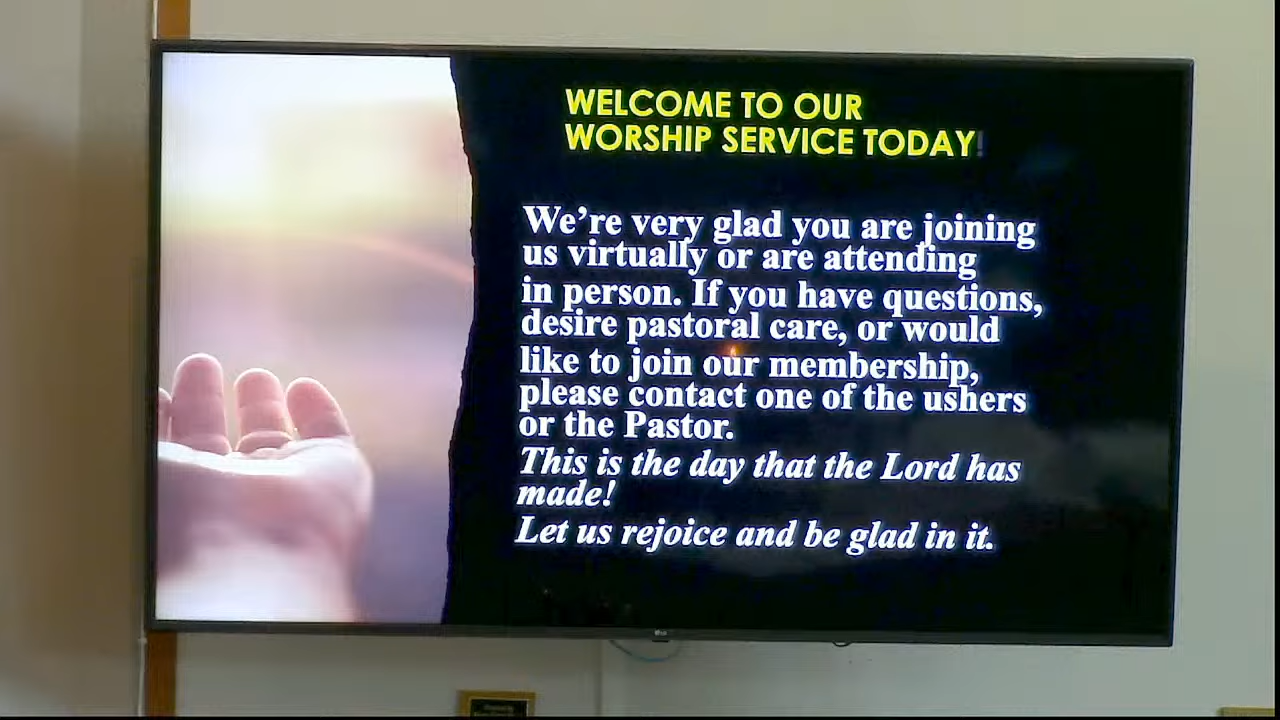 WELCOME TO OUR
WORSHIP SERVICE TODAY!
We’re very glad you are joining
us virtually or are attending
in person. If you have questions,
desire pastoral care, or would
like to join our membership,
please contact one of the ushers
or the Pastor.
This is the day that the Lord has
made!
Let us rejoice and be glad in it.